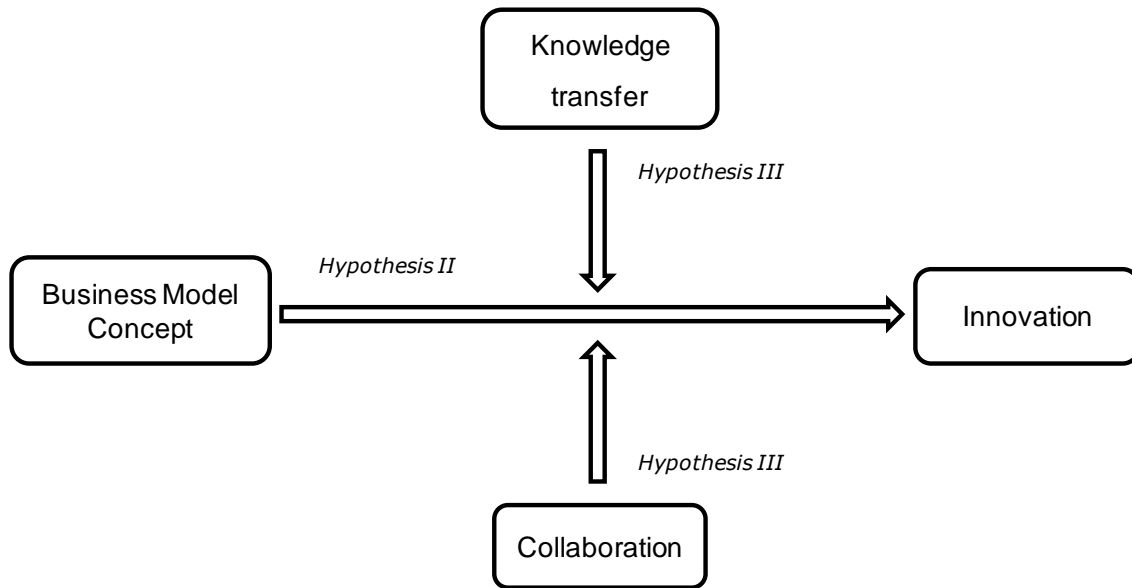 Knowledge
transfer
Hypothesis III
Hypothesis II
Business Model
Concept
Innovation
Hypothesis III
Collaboration